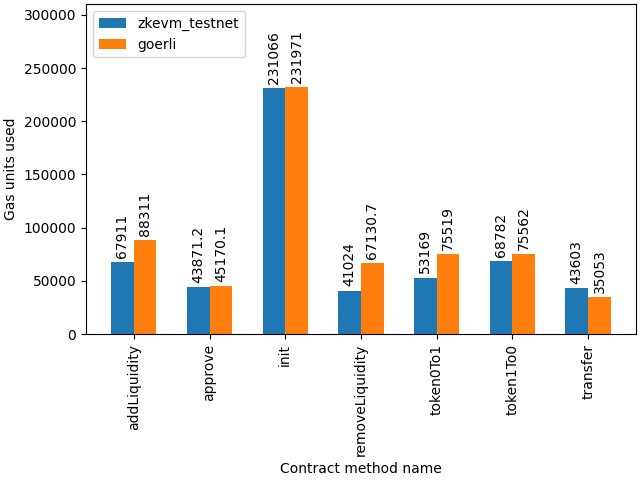 300000
250000
200000
150000
100000
50000
0
Gas units used
zkevm_testnet
goerli
67911
88311
43871.2
45170.1
231066
231971
41024
67130.7
53169
75519
68782
75562
43603
35053
addLiquidity
approve
init
removeLiquidity
token0To1
token1To0
transfer
Contract method name